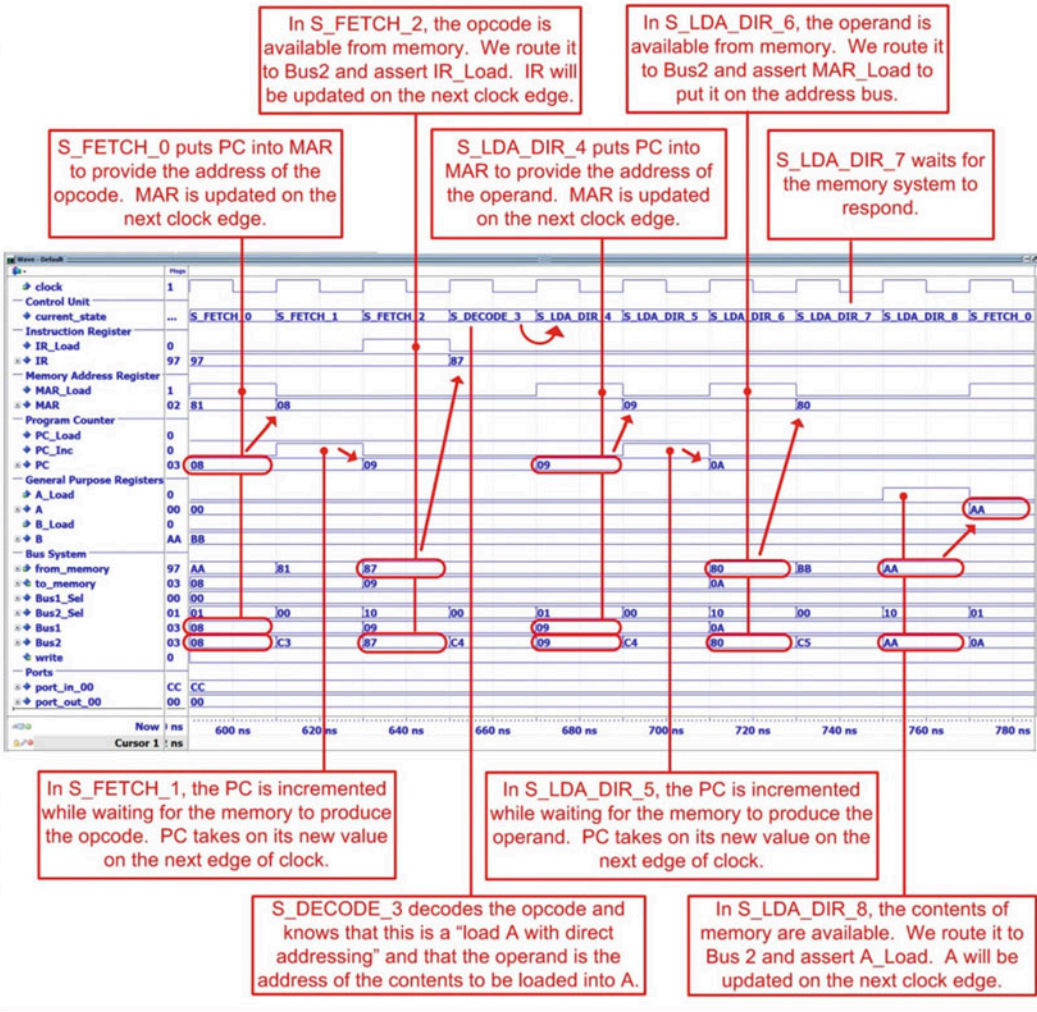 In S_FETCH_2, the opcode is
available from memory. We route it
to Bus2 and assert IR_Load. IR will
be updated on the next clock edge.
In S_LDA_DIR_6, the operand is
available from memory. We route it
to Bus2 and assert MAR_Load to
put it on the address bus.
S_FETCH_0 puts PC into MAR
to provide the address of the
opcode. MAR is updated on the
next clock edge.
S_LDA_DIR_4 puts PC into
MAR to provide the address of
the operand. MAR is updated
on the next clock edge.
S_LDA_DIR_7 waits for
the memory system to
respond.
Wave - Default
Msgs
clock 1
Control Unit
current_state ... S_FETCH_0 S_FETCH_1 S_FETCH_2 S_DECODE_3 S_LDA_DIR_4 S_LDA_DIR_5 S_LDA_DIR_6 S_LDA_DIR_7 S_LDA_DIR_8 S_FETCH_0
Instruction Register
IR_Load 0
IR 97 97 87
Memory Address Register
MAR_Load 1
MAR 02 81 08 09 80
Program Counter
PC_Load 0
PC_Inc 0
PC 03 08 09 09 0A
General Purpose Registers
A_Load 0
A 00 00 AA
B_Load 0
B AA BB
Bus System
from_memory 97 AA 81 87 80 BB AA
to_memory 03 08 09 0A
Bus1_Sel 00 00
Bus2_Sel 01 01 00 10 00 01 00 10 00 10 01
Bus1 03 08 09 09 0A
Bus2 03 08 C3 87 C4 09 C4 80 C5 AA 0A
write 0
Ports
port_in_00 CC CC
port_out_00 00 00
Now ns 600 ns 620 ns 640 ns 660 ns 680 ns 700 ns 720 ns 740 ns 760 ns 780 ns
Cursor 1 ns
In S_FETCH_1, the PC is incremented
while waiting for the memory to produce
the opcode. PC takes on its new value
on the next edge of clock.
In S_LDA_DIR_5, the PC is incremented
while waiting for the memory to produce the
operand. PC takes on its new value on the
next edge of clock.
S_DECODE_3 decodes the opcode and
knows that this is a “load A with direct
addressing” and that the operand is the
address of the contents to be loaded into A.
In S_LDA_DIR_8, the contents of
memory are available. We route it to
Bus 2 and assert A_Load. A will be
updated on the next clock edge.